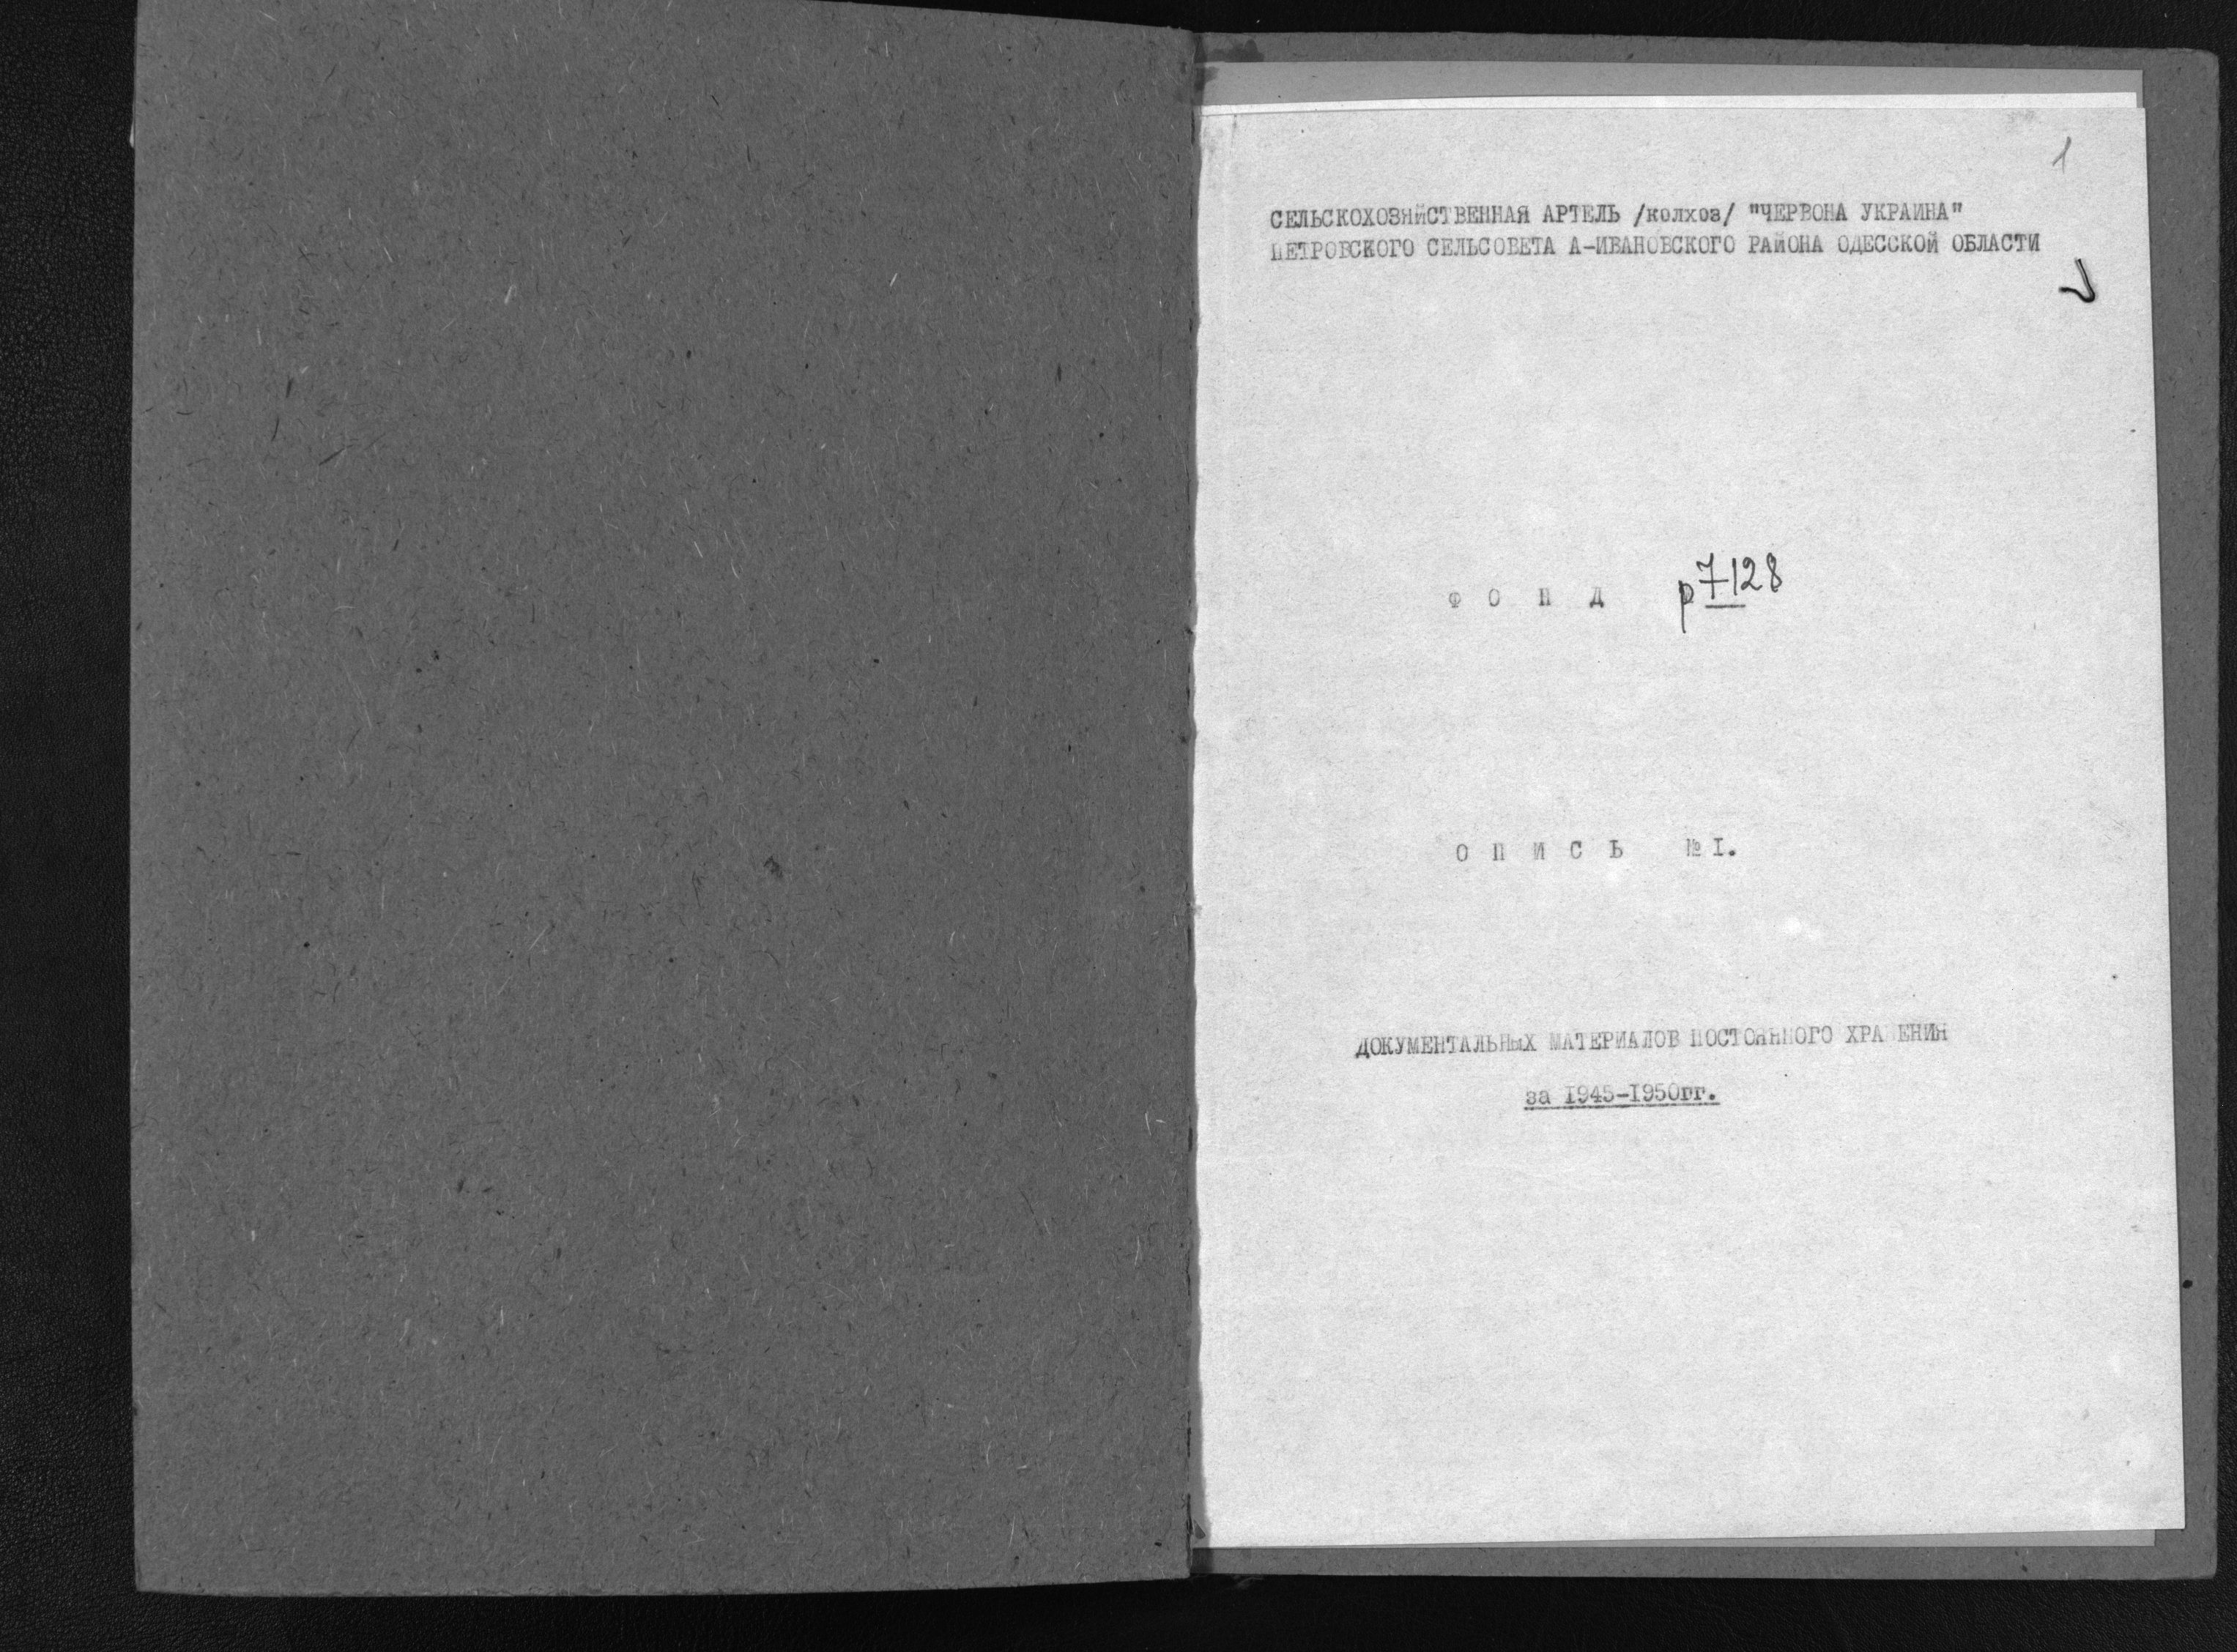 1
СЕЛЬСКОХОЗЯЙСТВЕННАЯ АРТЕЛЬ /колхоз/ "ЧЕРВОНА УКРАИНА"
ПЕТРОВСКОГО СЕЛЬСОВЕТА А-ИВАНОВСКОГО РАЙОНА ОДЕССКОЙ ОБЛАСТИ
Ф О Н Д р7128
О П И С Ь № I.
ДОКУМЕНТАЛЬНЫХ МАТЕРИАЛОВ ПОСТОЯННОГО ХРАНЕНИЯ
за 1945-1950гг.